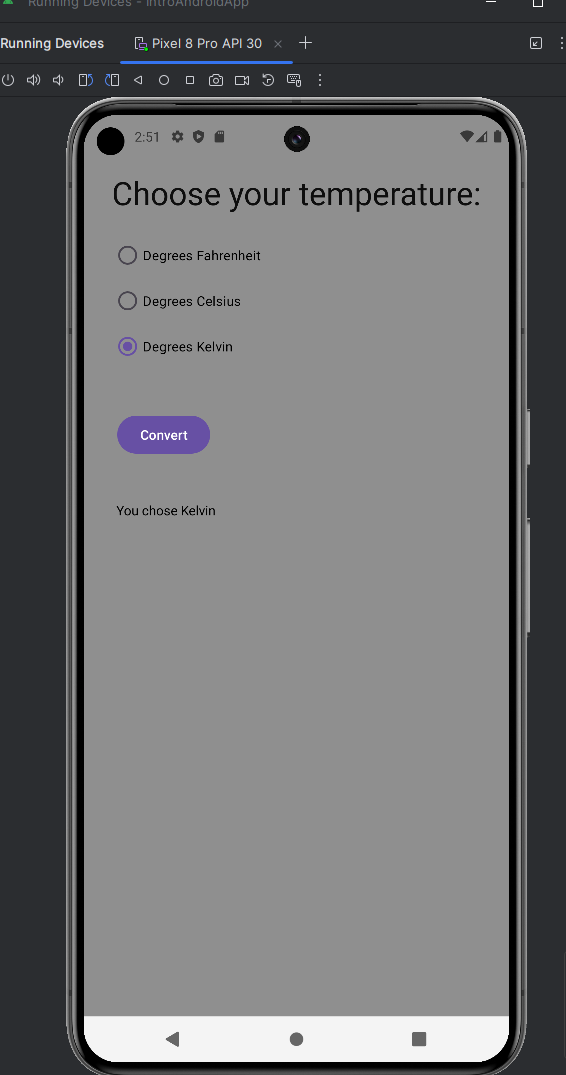 Running Devices - IntroAndroidApp
Running Devices
Pixel 8 Pro API 30
2:51
Choose your temperature:
Degrees Fahrenheit
Degrees Celsius
Degrees Kelvin
Convert
You chose Kelvin